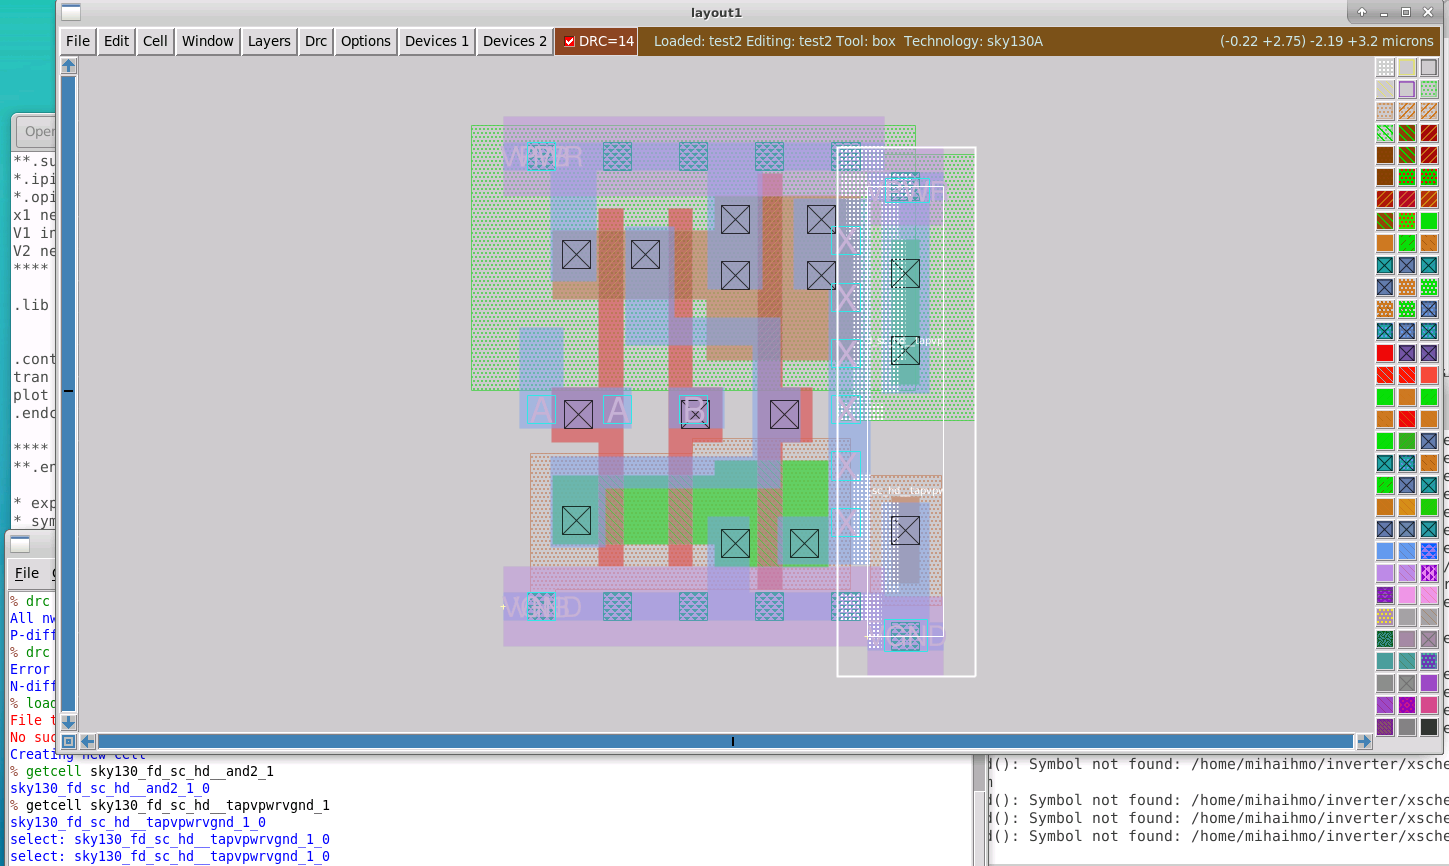 layout1
File Edit Cell Window Layers Drc Options Devices 1 Devices 2 DRC=14 Loaded: test2 Editing: test2 Tool: box Technology: sky130A (-0.22 +2.75) -2.19 +3.2 microns
Oper
**.su
*.ipi
*.opi
x1 ne
V1 in
V2 ne
****
.lib
.cont
tran
plot
.endc
****
**.en
* exp
* sym
A A B
GND
File
% drc
All nw
P-diff
% drc
Error
N-diff
% load
File t
No suc
Creating new cell
% getcell sky130_fd_sc_hd__and2_1
sky130_fd_sc_hd__and2_1_0
% getcell sky130_fd_sc_hd__tapvpwrvgnd_1
sky130_fd_sc_hd__tapvpwrvgnd_1_0
select: sky130_fd_sc_hd__tapvpwrvgnd_1_0
select: sky130_fd_sc_hd__tapvpwrvgnd_1_0
d(): Symbol not found: /home/mihaihmo/inverter/xsche
d(): Symbol not found: /home/mihaihmo/inverter/xsche
d(): Symbol not found: /home/mihaihmo/inverter/xsche
d(): Symbol not found: /home/mihaihmo/inverter/xsche